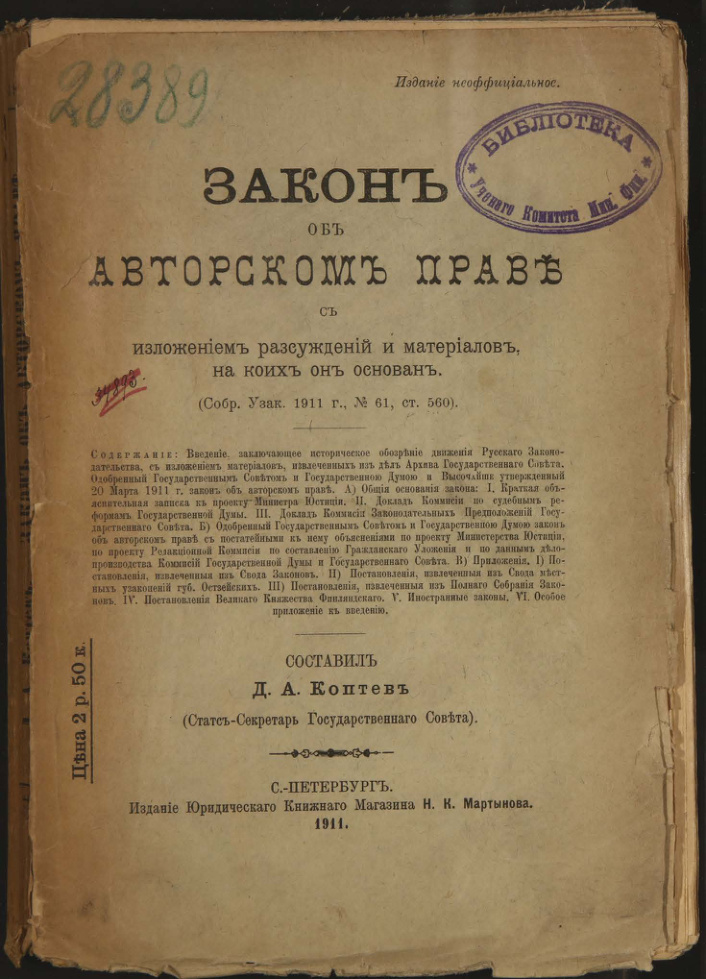 28389
Изданіе неоффиціальное.
БИБЛІОТЕКА
* Ученаго Комитета Мин. Фин. *
ЗАКОНЪ
ОБЪ
АВТОРСКОМЪ ПРАВѢ
СЪ
изложеніемъ разсужденій и матеріаловъ,
на коихъ онъ основанъ.
34893.
(Собр. Узак. 1911 г., № 61, ст. 560).
Содержаніе: Введеніе, заключающее историческое обозрѣніе движенія Русскаго Законо-
дательства, съ изложеніемъ матеріаловъ, извлеченныхъ изъ дѣлъ Архива Государственнаго Совѣта.
Одобренный Государственнымъ Совѣтомъ и Государственною Думою и Высочайше утвержденный
20 Марта 1911 г. законъ объ авторскомъ правѣ. А) Общія основанія закона: I. Краткая объ-
яснительная записка къ проекту Министра Юстиціи, II. Докладъ Комиссіи по судебнымъ ре-
формамъ Государственной Думы. III. Докладъ Комиссіи Законодательныхъ Предположеній Госу-
дарственнаго Совѣта. Б) Одобренный Государственнымъ Совѣтомъ и Государственною Думою законъ
объ авторскомъ правѣ съ постатейными къ нему объясненіями по проекту Министерства Юстиціи,
по проекту Редакціонной Комиссіи по составленію Гражданскаго Уложенія и по даннымъ дѣло-
производства Комиссій Государственной Думы и Государственнаго Совѣта. В) Приложенія, I) По-
становленія, извлеченныя изъ Свода Законовъ. II) Постановленія, извлеченныя изъ Свода мѣст-
ныхъ узаконеній губ. Остзейскихъ. III) Постановленія, извлеченныя изъ Полнаго Собранія Зако-
новъ. IV. Постановленія Великаго Княжества Финляндскаго. V. Иностранные законы, VI. Особое
приложеніе къ введенію.
Цѣна 2 р. 50 к.
СОСТАВИЛЪ
Д. А. Коптевъ
(Статсъ-Секретарь Государственнаго Совѣта).
С.-ПЕТЕРБУРГЪ.
Изданіе Юридическаго Книжнаго Магазина Н. К. Мартынова.
1911.